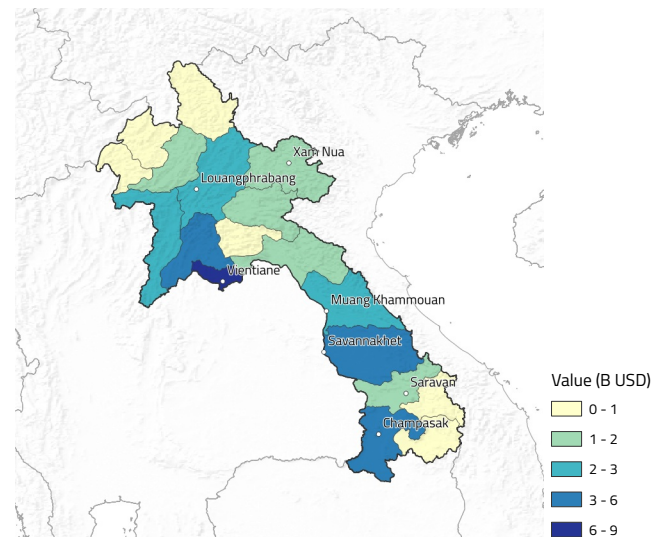 Xam Nua
Louangphrabang
Vientiane
Muang Khammouan
Savannakhet
Saravan
Champasak
Value (B USD)
0 - 1
1 - 2
2 - 3
3 - 6
6 - 9